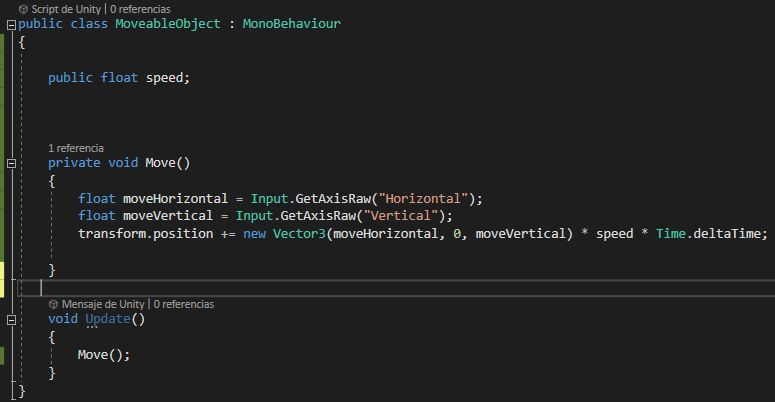 Script de Unity | 0 referencias
public class MoveableObject : MonoBehaviour
{
public float speed;
1 referencia
private void Move()
{
float moveHorizontal = Input.GetAxisRaw("Horizontal");
float moveVertical = Input.GetAxisRaw("Vertical");
transform.position += new Vector3(moveHorizontal, 0, moveVertical) * speed * Time.deltaTime;
}
Mensaje de Unity | 0 referencias
void Update()
{
Move();
}
}